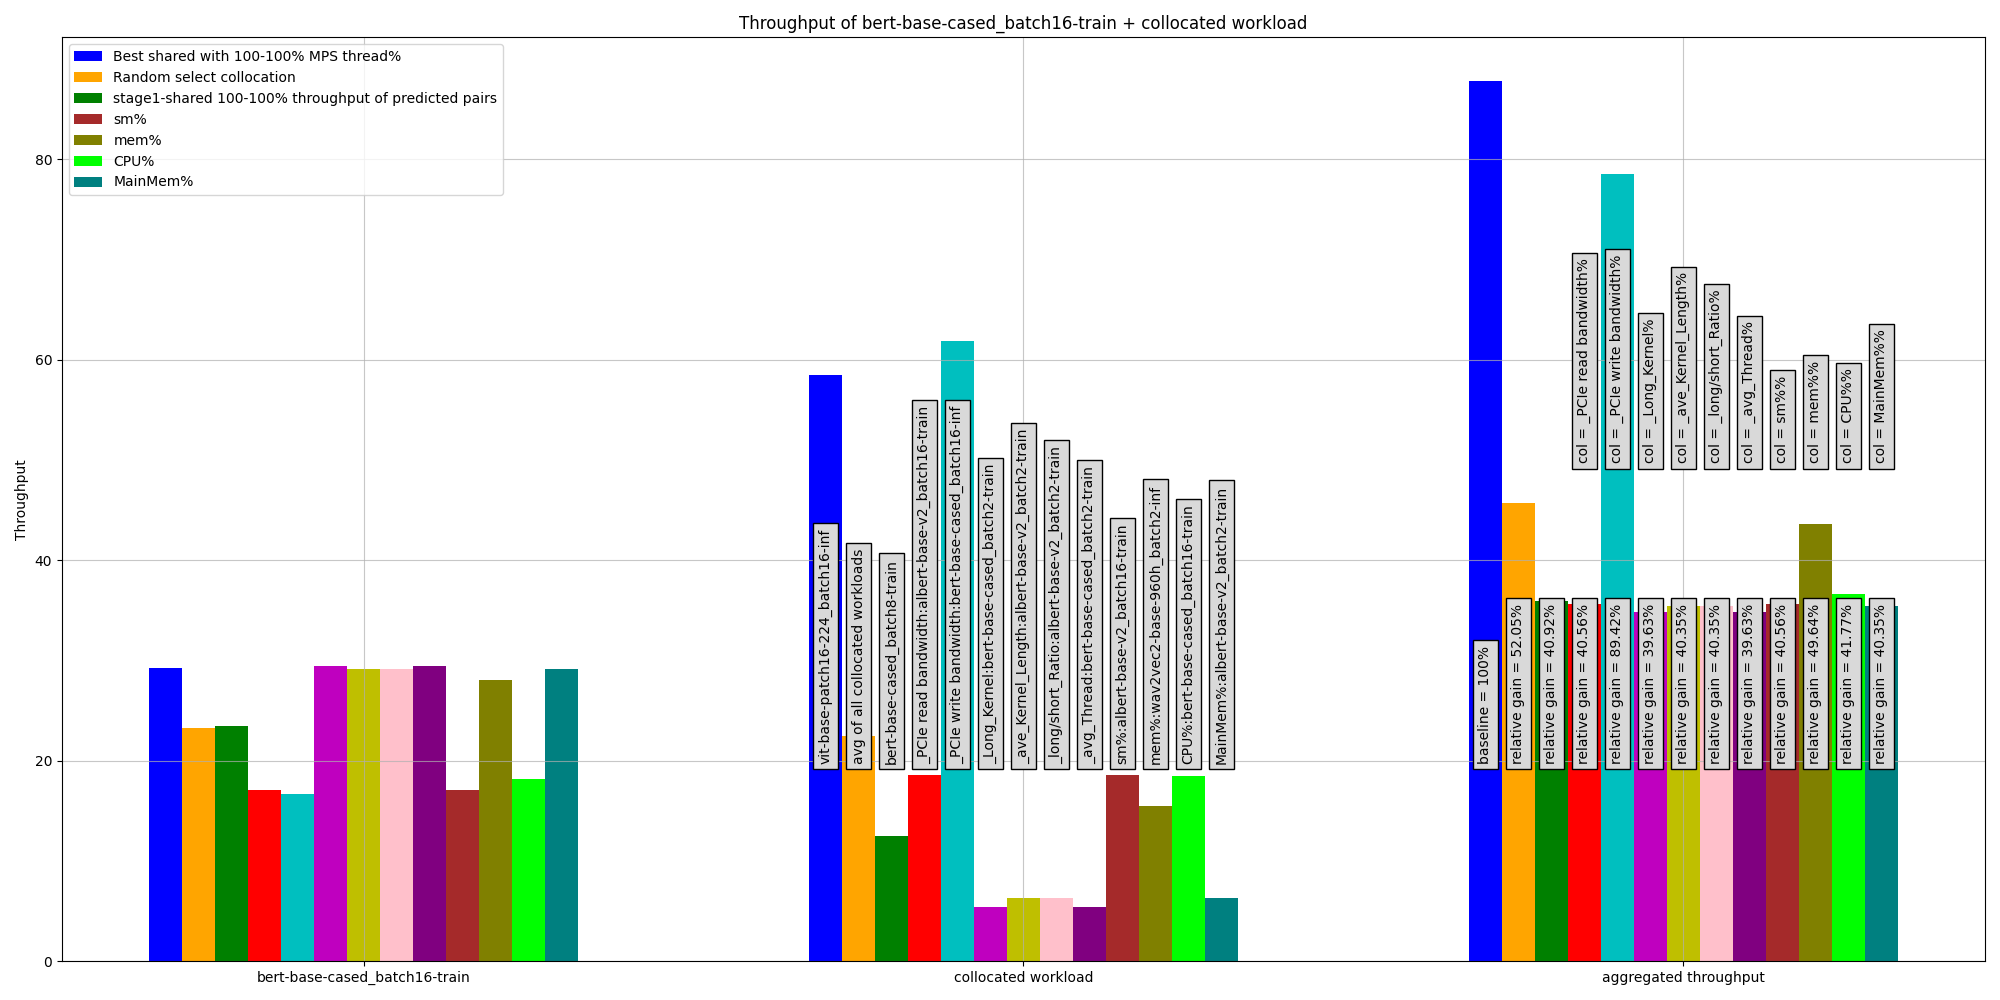 Throughput of bert-base-cased_batch16-train + collocated workload
Best shared with 100-100% MPS thread%
Random select collocation
stage1-shared 100-100% throughput of predicted pairs
sm%
mem%
CPU%
MainMem%
Throughput
80
60
40
20
0
vit-base-patch16-224_batch16-inf
avg of all collocated workloads
bert-base-cased_batch8-train
_PCIe read bandwidth:albert-base-v2_batch16-train
_PCIe write bandwidth:bert-base-cased_batch16-inf
_Long_Kernel:bert-base-cased_batch2-train
_ave_Kernel_Length:albert-base-v2_batch2-train
_long/short_Ratio:albert-base-v2_batch2-train
_avg_Thread:bert-base-cased_batch2-train
sm%:albert-base-v2_batch16-train
mem%:wav2vec2-base-960h_batch2-inf
CPU%:bert-base-cased_batch16-train
MainMem%:albert-base-v2_batch2-train
col = _PCIe read bandwidth%
col = _PCIe write bandwidth%
col = _Long_Kernel%
col = _ave_Kernel_Length%
col = _long/short_Ratio%
col = _avg_Thread%
col = sm%%
col = mem%%
col = CPU%%
col = MainMem%%
baseline = 100%
relative gain = 52.05%
relative gain = 40.92%
relative gain = 40.56%
relative gain = 89.42%
relative gain = 39.63%
relative gain = 40.35%
relative gain = 40.35%
relative gain = 39.63%
relative gain = 40.56%
relative gain = 49.64%
relative gain = 41.77%
relative gain = 40.35%
bert-base-cased_batch16-train
collocated workload
aggregated throughput